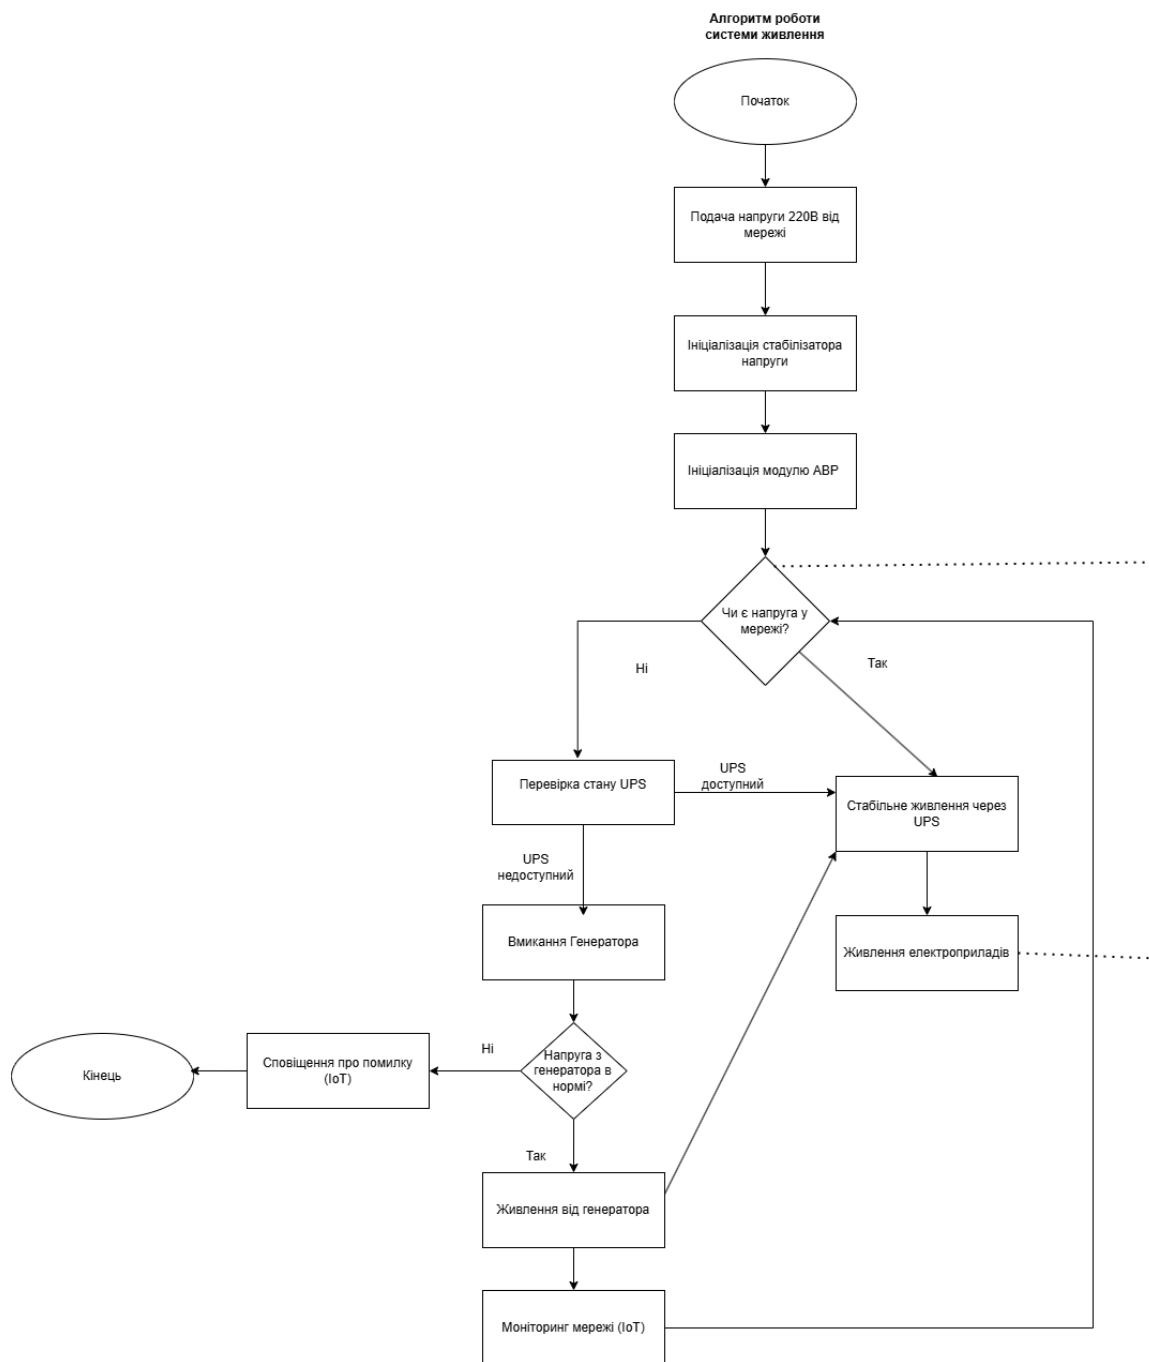 Алгоритм роботи
системи живлення
Початок
Подача напруги 220В від
мережі
Ініціалізація стабілізатора
напруги
Ініціалізація модулю АВР
Чи є напруга у
мережі?
Ні
Так
Перевірка стану UPS
UPS
доступний
Стабільне живлення через
UPS
UPS
недоступний
Вмикання Генератора
Живлення електроприладів
Напруга з
генератора в
нормі?
Ні
Сповіщення про помилку
(IoT)
Кінець
Так
Живлення від генератора
Моніторинг мережі (IoT)